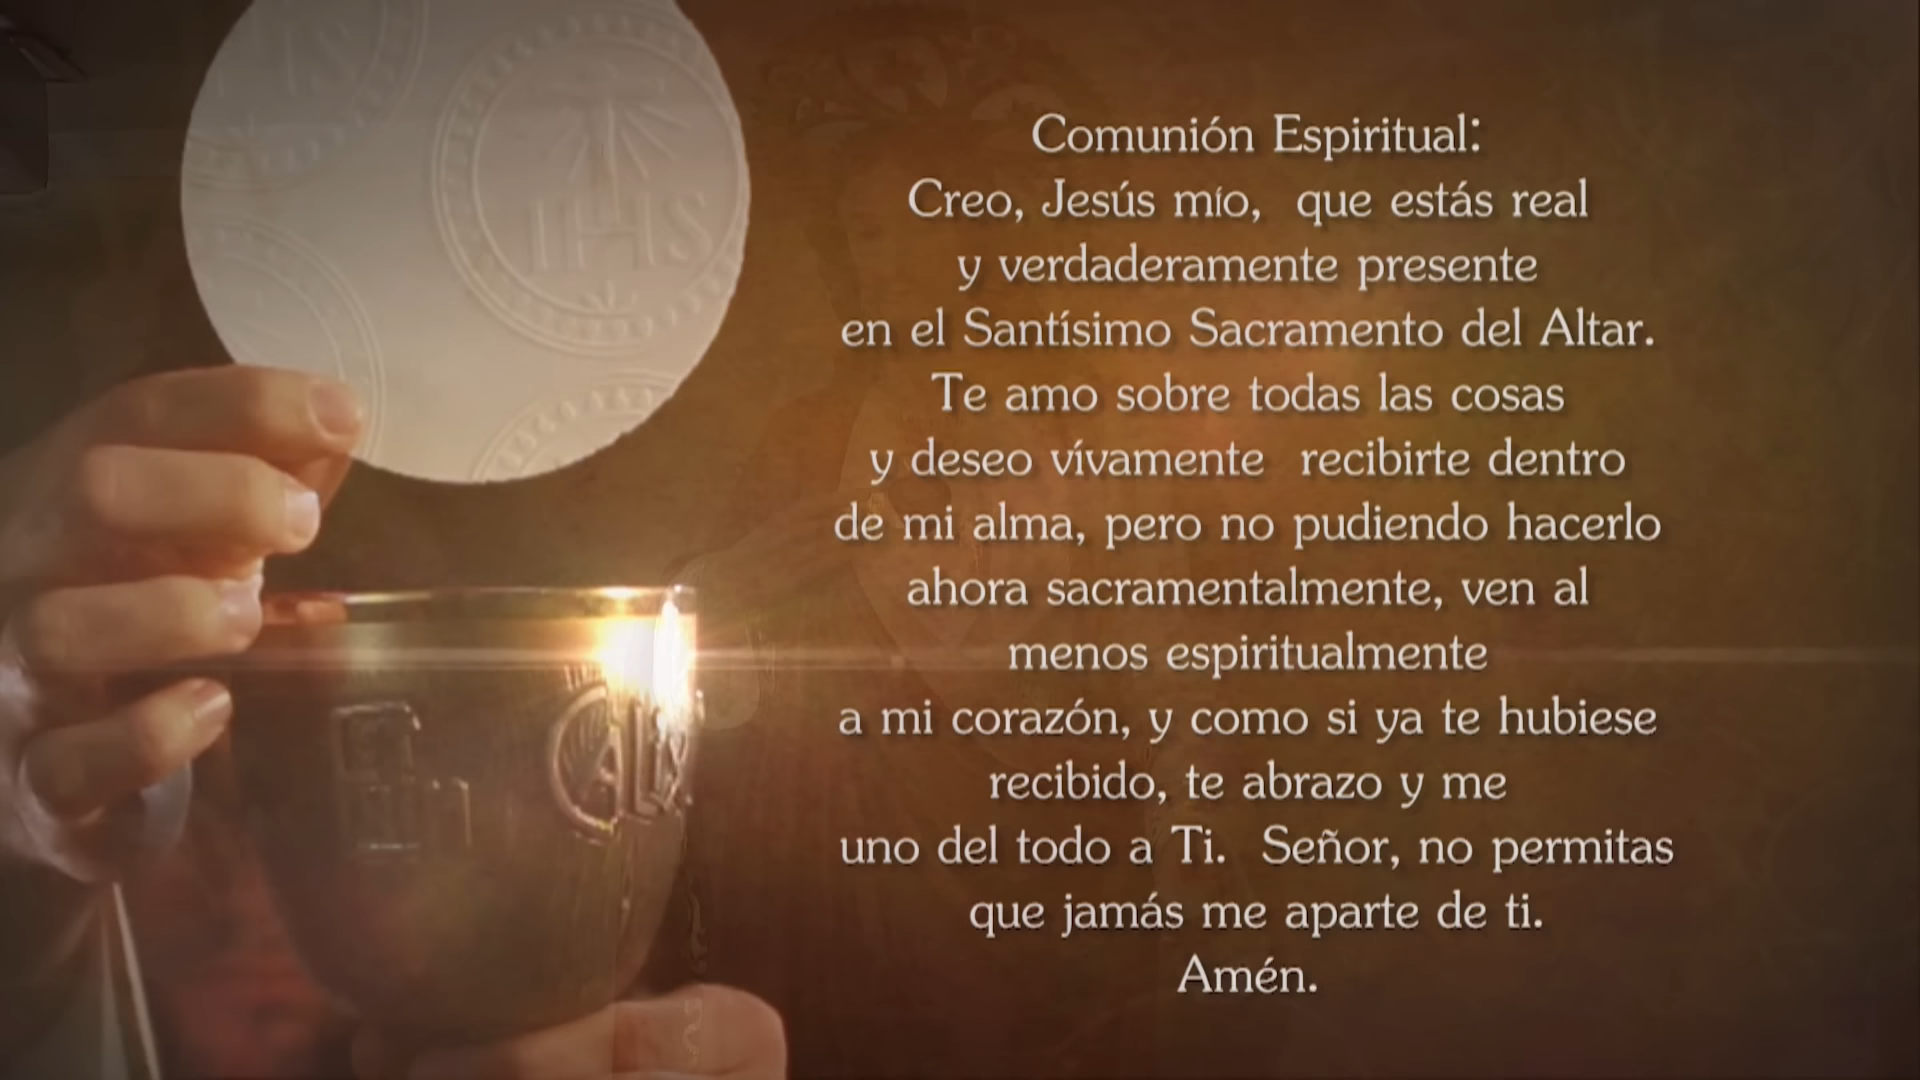 IHS
Comunión Espiritual:
Creo, Jesús mío,  que estás real
y verdaderamente presente
en el Santísimo Sacramento del Altar.
Te amo sobre todas las cosas
y deseo vívamente  recibirte dentro
de mi alma, pero no pudiendo hacerlo
ahora sacramentalmente, ven al
menos espiritualmente
a mi corazón, y como si ya te hubiese
recibido, te abrazo y me
uno del todo a Ti.  Señor, no permitas
que jamás me aparte de ti.
Amén.